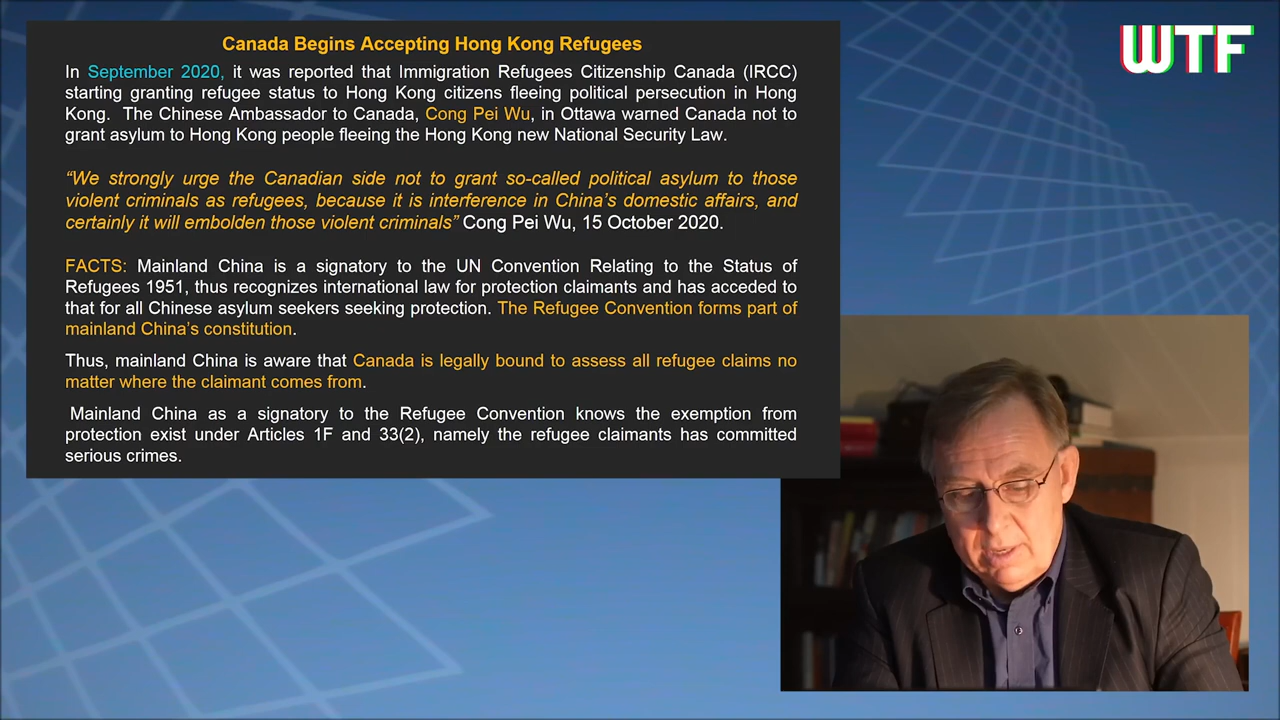 Canada Begins Accepting Hong Kong Refugees
WTF
In September 2020, it was reported that Immigration Refugees Citizenship Canada (IRCC)
starting granting refugee status to Hong Kong citizens fleeing political persecution in Hong
Kong. The Chinese Ambassador to Canada, Cong Pei Wu, in Ottawa warned Canada not to
grant asylum to Hong Kong people fleeing the Hong Kong new National Security Law.
“We strongly urge the Canadian side not to grant so-called political asylum to those
violent criminals as refugees, because it is interference in China’s domestic affairs, and
certainly it will embolden those violent criminals” Cong Pei Wu, 15 October 2020.
FACTS: Mainland China is a signatory to the UN Convention Relating to the Status of
Refugees 1951, thus recognizes international law for protection claimants and has acceded to
that for all Chinese asylum seekers seeking protection. The Refugee Convention forms part of
mainland China’s constitution.
Thus, mainland China is aware that Canada is legally bound to assess all refugee claims no
matter where the claimant comes from.
Mainland China as a signatory to the Refugee Convention knows the exemption from
protection exist under Articles 1F and 33(2), namely the refugee claimants has committed
serious crimes.